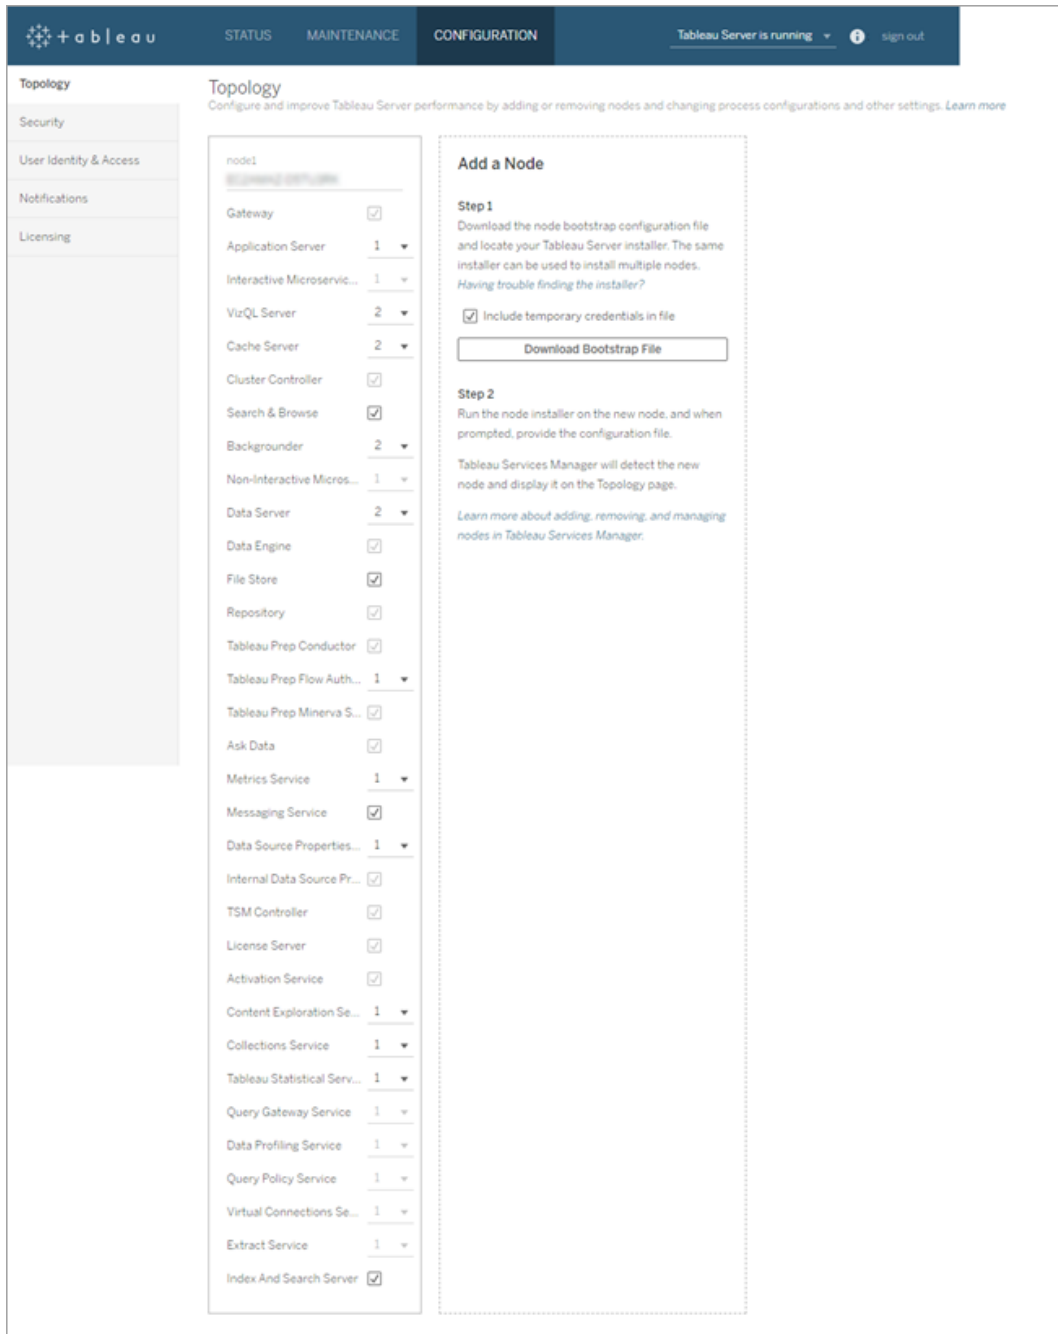 + a b | e a u
STATUS MAINTENANCE CONFIGURATION Tableau Server is running sign out
Topology
Security
User Identity & Access
Notifications
Licensing
Topology
Configure and improve Tableau Server performance by adding or removing nodes and changing process configurations and other settings. Learn more
node1
Gateway
Application Server 1
Interactive Microservic... 1
VizQL Server 2
Cache Server 2
Cluster Controller
Search & Browse
Backgrounder 2
Non-Interactive Micros... 1
Data Server 2
Data Engine
File Store
Repository
Tableau Prep Conductor
Tableau Prep Flow Auth... 1
Tableau Prep Minerva S...
Ask Data
Metrics Service 1
Messaging Service
Data Source Properties... 1
Internal Data Source Pr...
TSM Controller
License Server
Activation Service
Content Exploration Se... 1
Collections Service 1
Tableau Statistical Serv... 1
Query Gateway Service 1
Data Profiling Service 1
Query Policy Service 1
Virtual Connections Se... 1
Extract Service 1
Index And Search Server
Add a Node
Step 1
Download the node bootstrap configuration file
and locate your Tableau Server installer. The same
installer can be used to install multiple nodes.
Having trouble finding the installer?
Include temporary credentials in file
Download Bootstrap File
Step 2
Run the node installer on the new node, and when
prompted, provide the configuration file.
Tableau Services Manager will detect the new
node and display it on the Topology page.
Learn more about adding, removing, and managing
nodes in Tableau Services Manager.